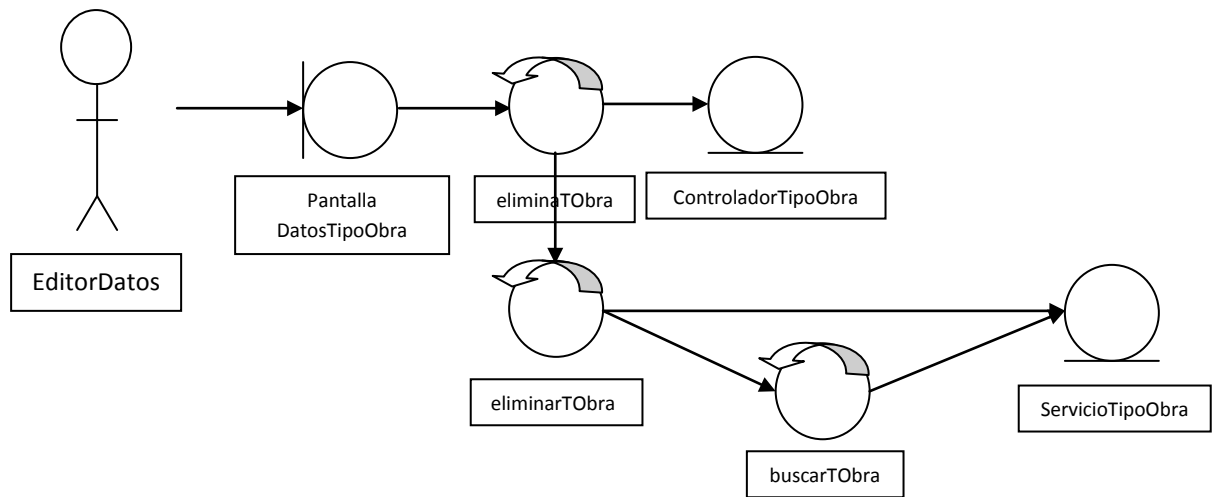 Pantalla
DatosTipoObra
eliminaTObra
ControladorTipoObra
EditorDatos
eliminarTObra
buscarTObra
ServicioTipoObra